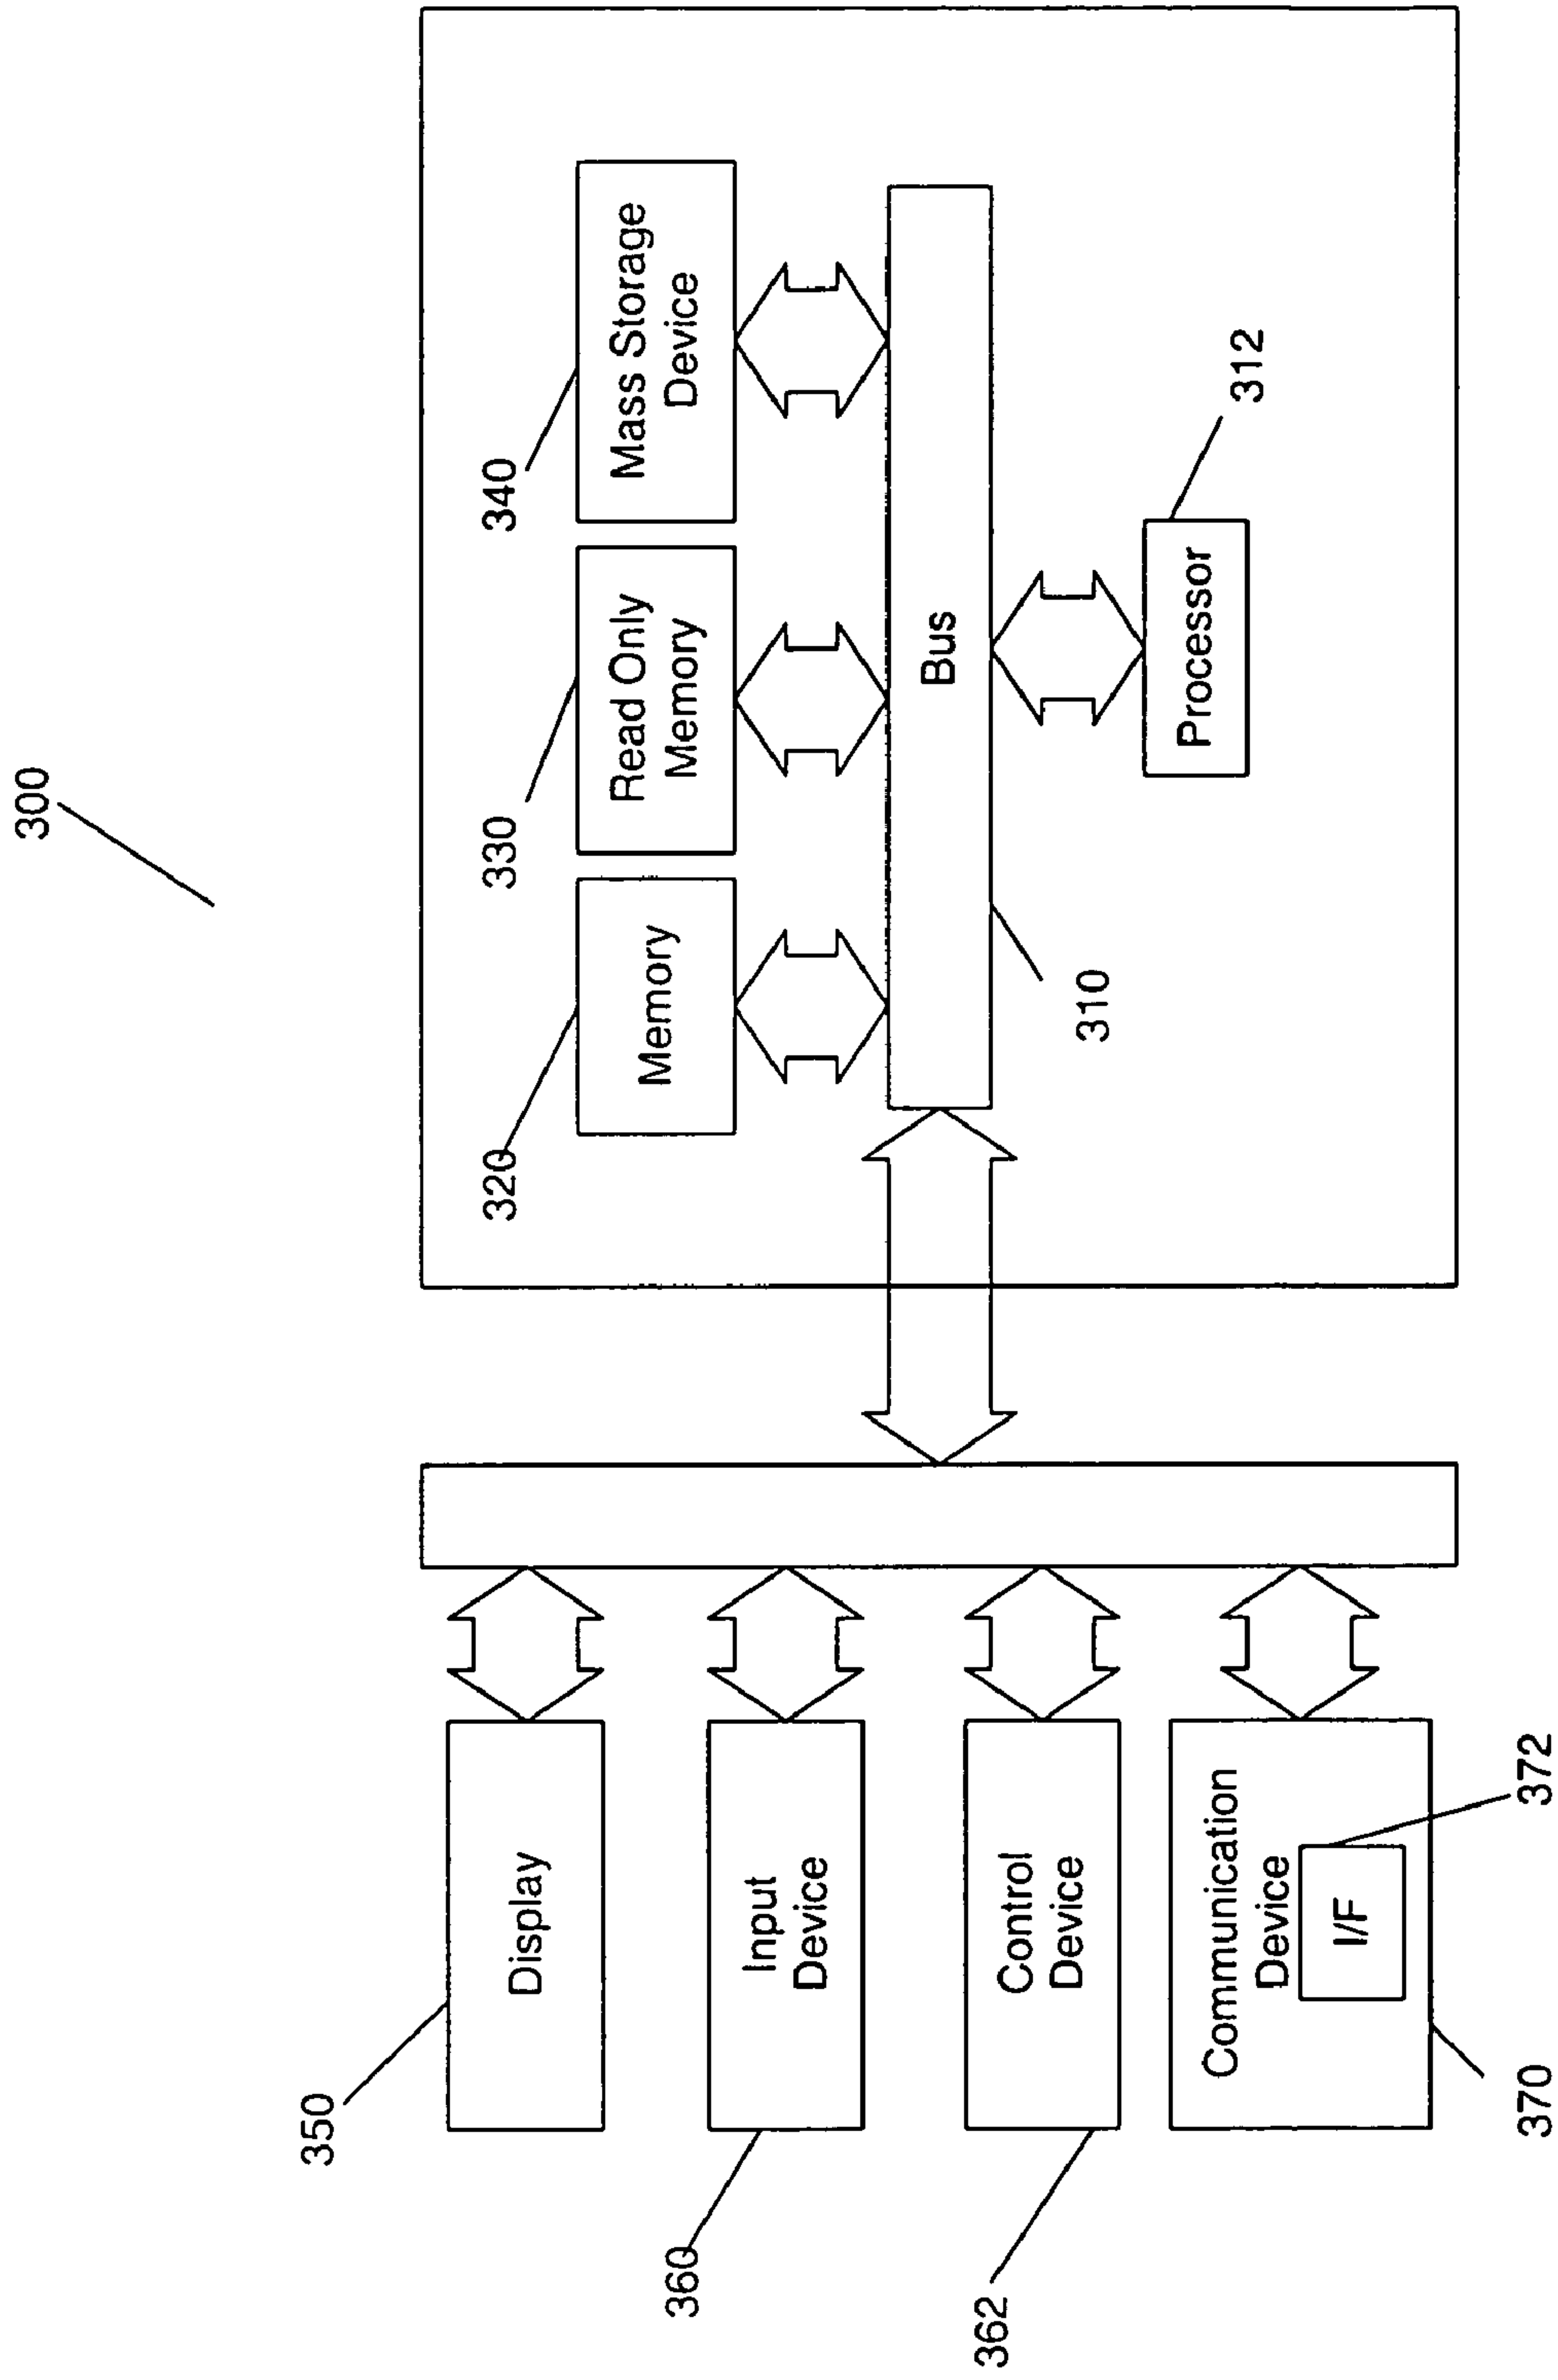 300
350
Display
360
Input
Device
362
Control
Device
Communication
Device
I/F
370
372
320
Memory
330
Read Only
Memory
340
Mass Storage
Device
Bus
310
Processor
312